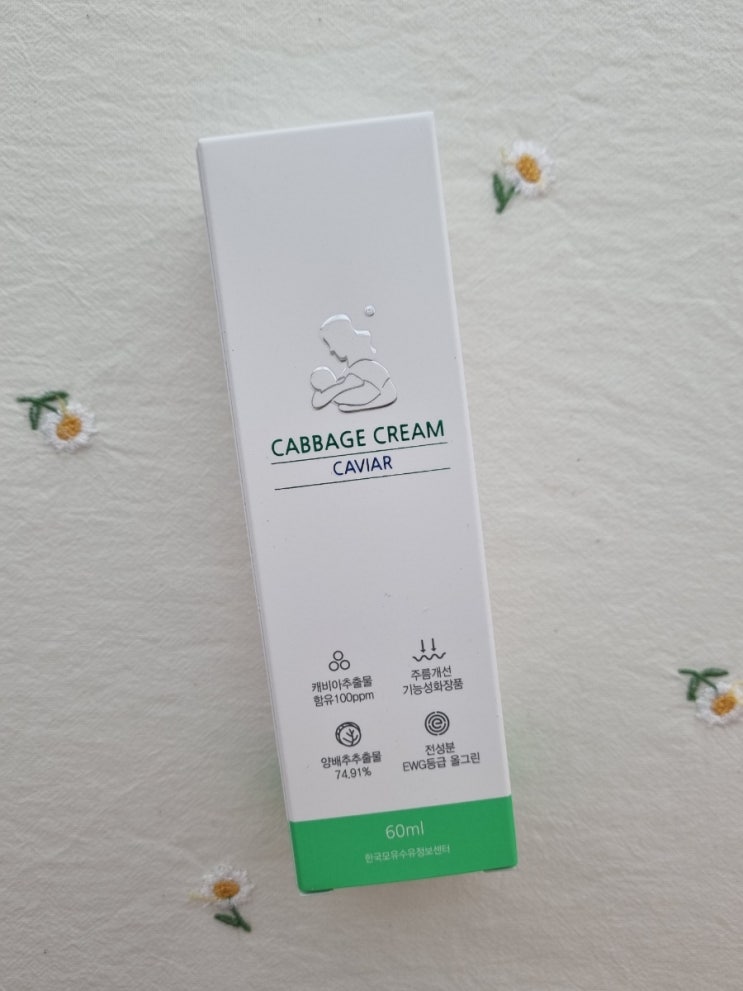 CABBAGE CREAM
CAVIAR
캐비아추출물
함유100ppm
주름개선
기능성화장품
양배추추출물
74.91%
전성분
EWG등급 올그린
60ml
한국모유수유정보센터